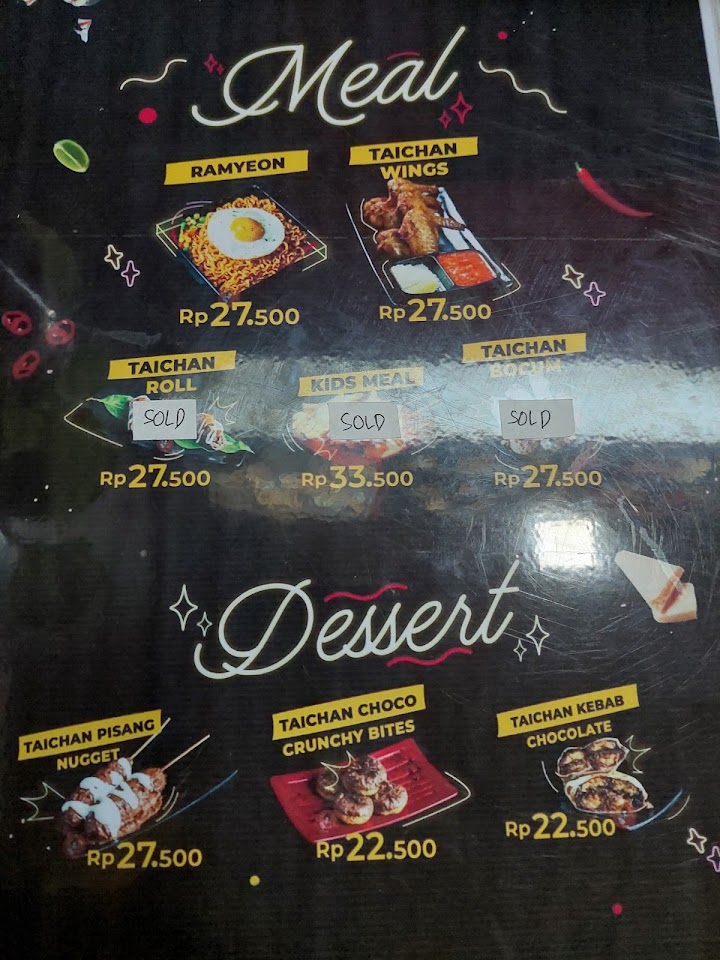 Meal
RAMYEON
Rp27.500
TAICHAN
WINGS
Rp27.500
TAICHAN
ROLL
SOLD
Rp27.500
KIDS MEAL
SOLD
Rp33.500
TAICHAN
BOCUM
SOLD
Rp27.500
Dessert
TAICHAN PISANG
NUGGET
Rp27.500
TAICHAN CHOCO
CRUNCHY BITES
Rp22.500
TAICHAN KEBAB
CHOCOLATE
Rp22.500